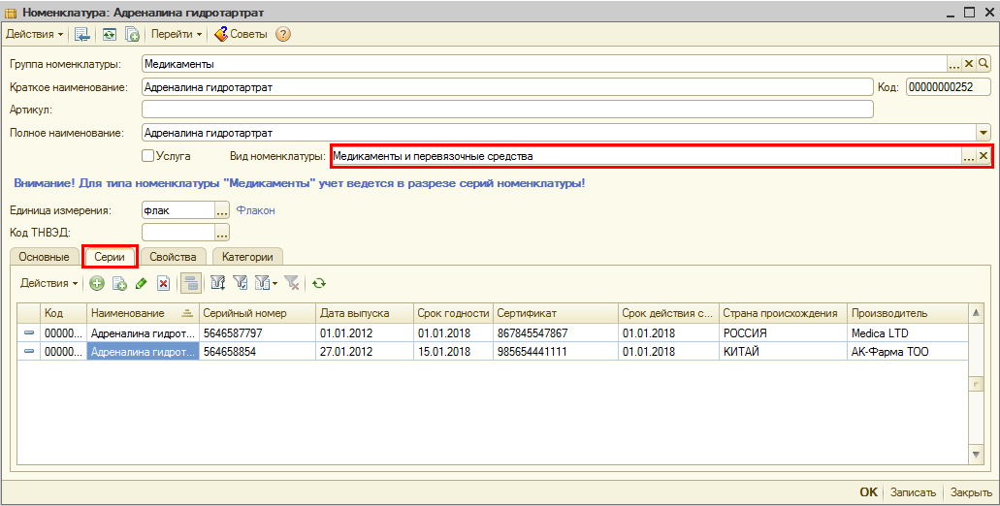 Номенклатура: Адреналина гидротартрат
Действия Перейти Советы ?
Группа номенклатуры: Медикаменты ...
Краткое наименование: Адреналина гидротартрат Код: 00000000252
Артикул:
Полное наименование: Адреналина гидротартрат
Услуга Вид номенклатуры: Медикаменты и перевязочные средства ...
Внимание! Для типа номенклатуры "Медикаменты" учет ведется в разрезе серий номенклатуры!
Единица измерения: флак ... Флакон
Код ТНВЭД: ...
Основные Серии Свойства Категории
Действия
Код Наименование Серийный номер Дата выпуска Срок годности Сертификат Срок действия с... Страна происхождения Производитель
00000... Адреналина гидрот... 5646587797 01.01.2012 01.01.2018 867845547867 01.01.2018 РОССИЯ Medica LTD
00000... Адреналина гидрот... 564658854 27.01.2012 15.01.2018 985654441111 01.01.2018 КИТАЙ АК-Фарма ТОО
OK Записать Закрыть